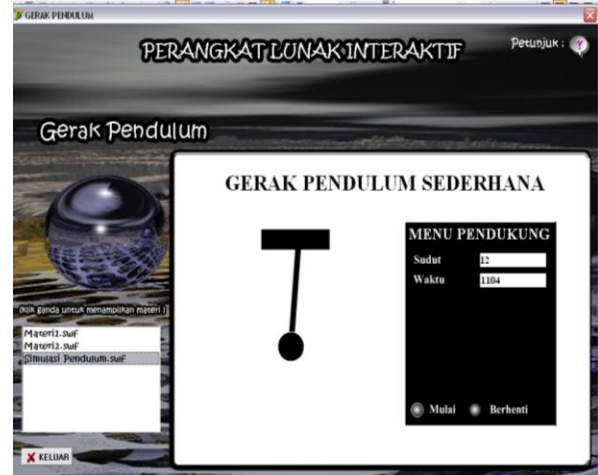 GERAK PENDULUM
PERANGKAT LUNAK INTERAKTIF
Petunjuk : ?
Gerak Pendulum
GERAK PENDULUM SEDERHANA
MENU PENDUKUNG
Sudut 12
Waktu 1104
Mulai Berhenti
(Klik ganda untuk menampilkan materi )
Materi1.swf
Materi2.swf
Simulasi Pendulum.swf
X KELUAR